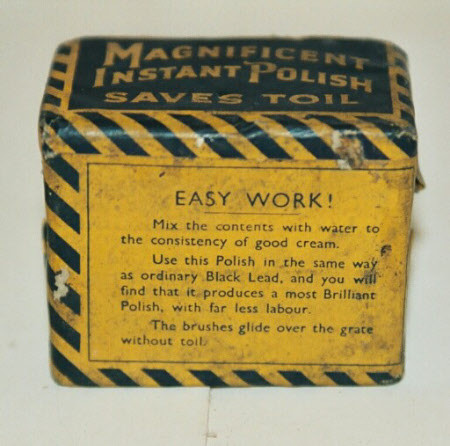 MAGNIFICENT
INSTANT POLISH
SAVES TOIL
EASY WORK!
Mix the contents with water to
the consistency of good cream.
Use this Polish in the same way
as ordinary Black Lead, and you will
find that it produces a most Brilliant
Polish, with far less labour.
The brushes glide over the grate
without toil.